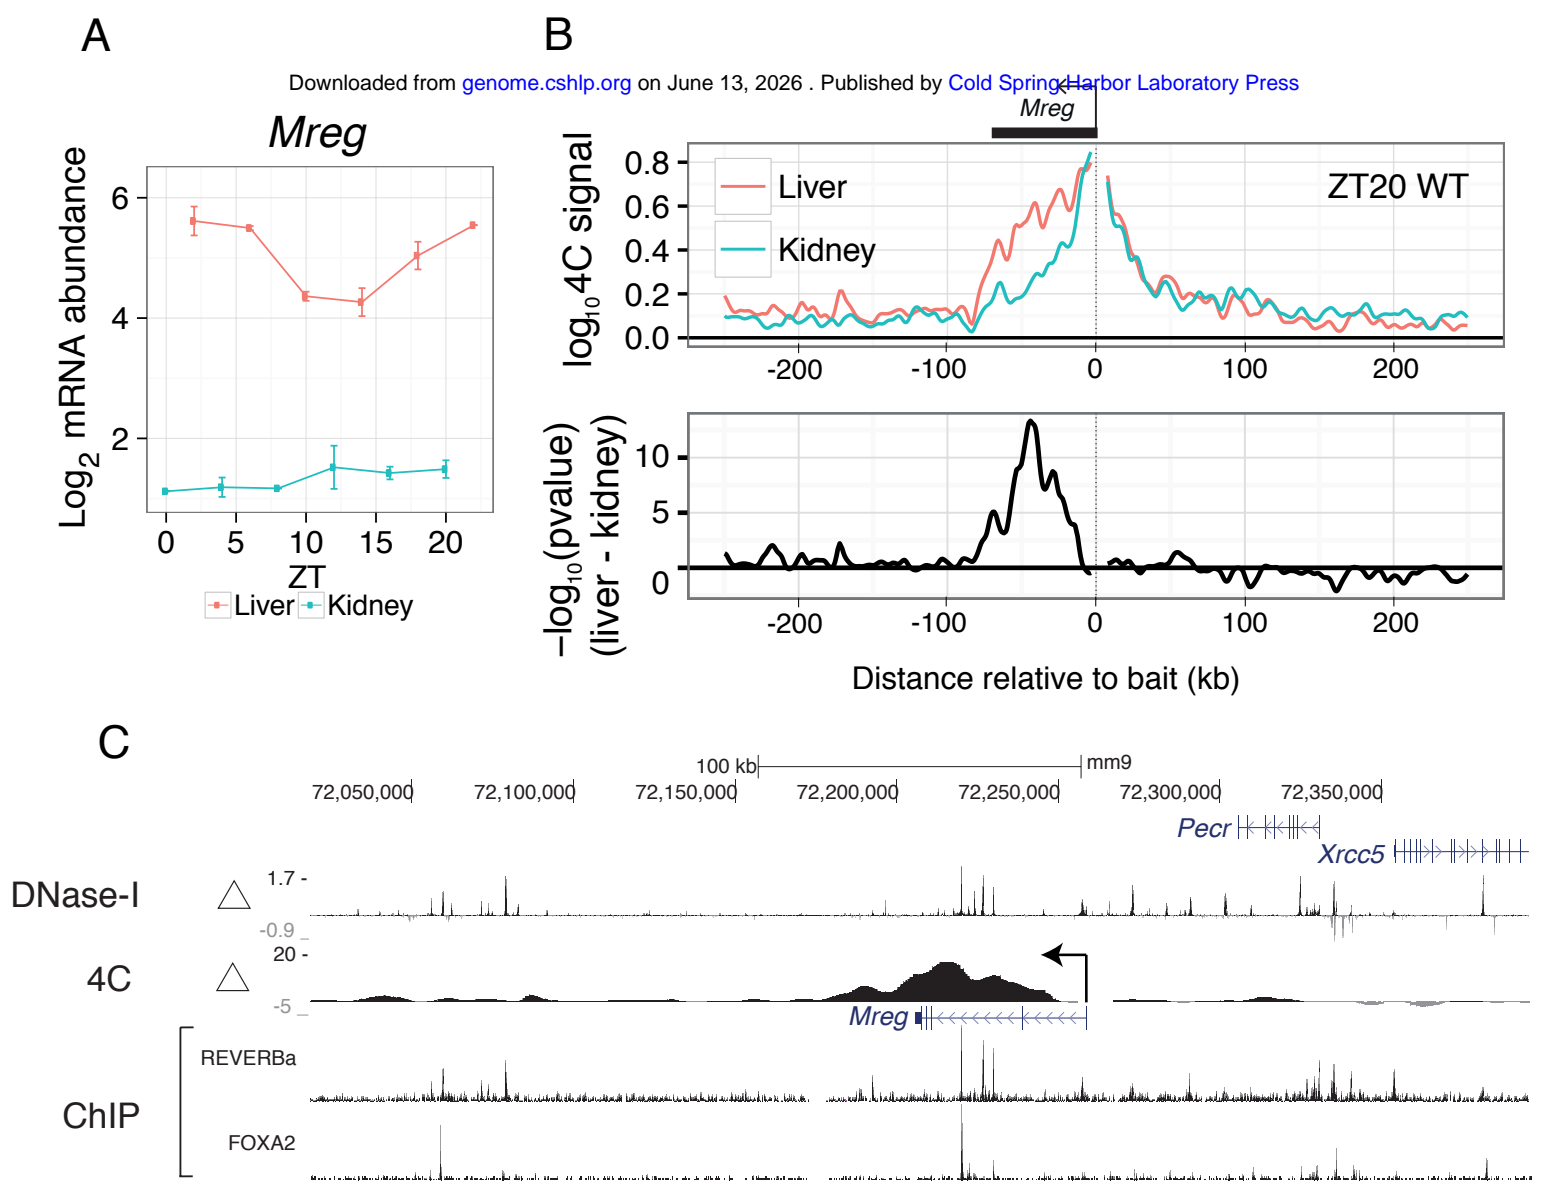 A
B
Downloaded from genome.cshlp.org on June 13, 2026 . Published by Cold Spring Harbor Laboratory Press
Mreg
Log2 mRNA abundance
6
4
2
0 5 10 15 20
ZT
Liver Kidney
Mreg
log10 4C signal
0.8
0.6
0.4
0.2
0.0
Liver
Kidney
ZT20 WT
-200 -100 0 100 200
–log10(pvalue)
(liver - kidney)
10
5
0
-200 -100 0 100 200
Distance relative to bait (kb)
C
100 kb mm9
72,050,000 72,100,000 72,150,000 72,200,000 72,250,000 72,300,000 72,350,000
Pecr
Xrcc5
DNase-I △ 1.7 -
-0.9 _
4C △ 20 -
-5 _
Mreg
ChIP
REVERBa
FOXA2